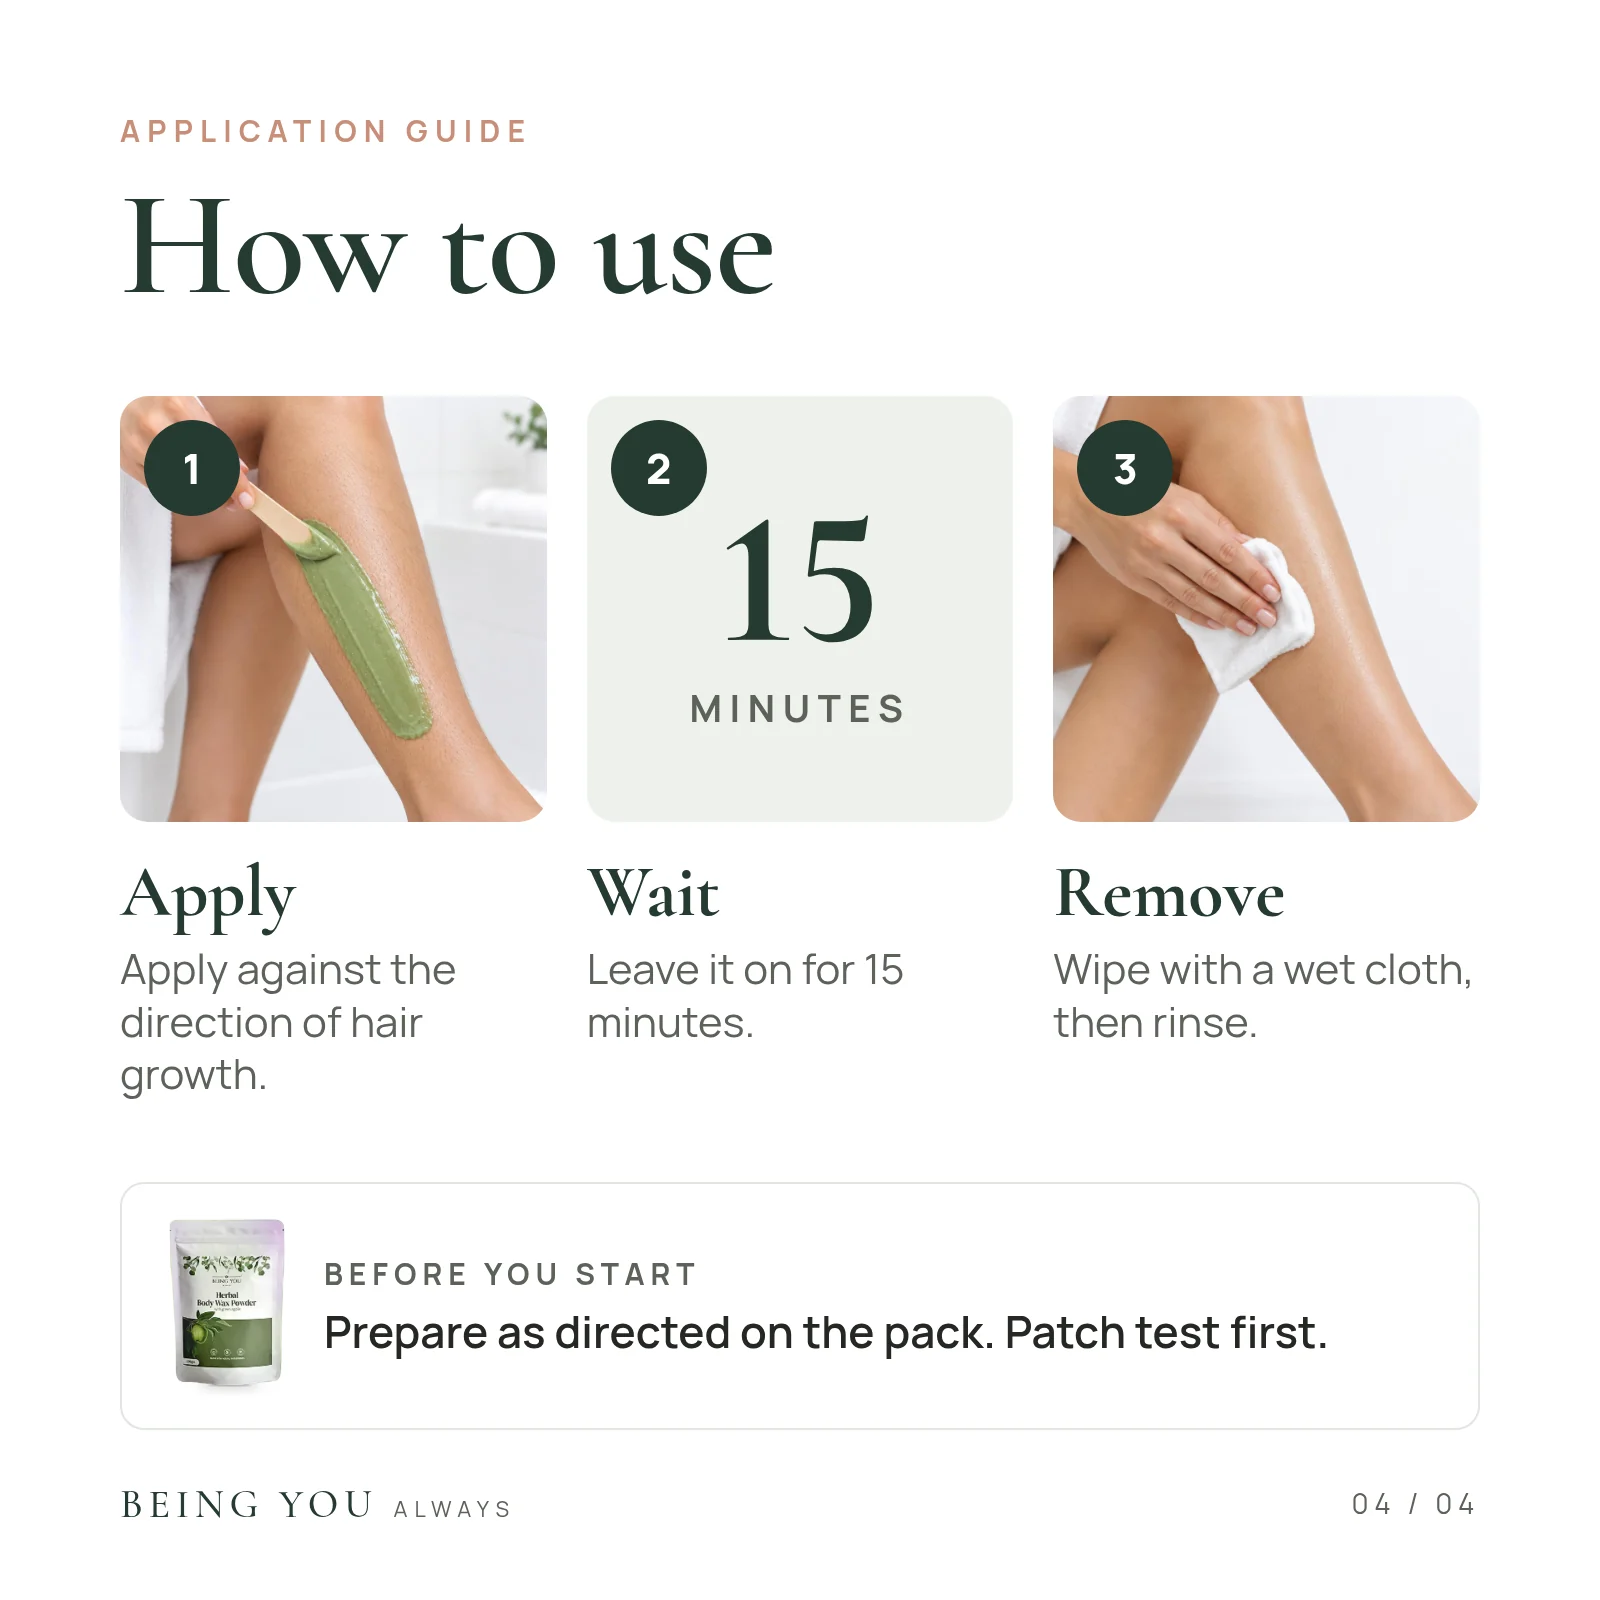 APPLICATION GUIDE
How to use
1
2
15
MINUTES
3
Apply
Apply against the
direction of hair
growth.
Wait
Leave it on for 15
minutes.
Remove
Wipe with a wet cloth,
then rinse.
BEING YOU
Herbal
Body Wax Powder
BEFORE YOU START
Prepare as directed on the pack. Patch test first.
BEING YOU ALWAYS
04 / 04